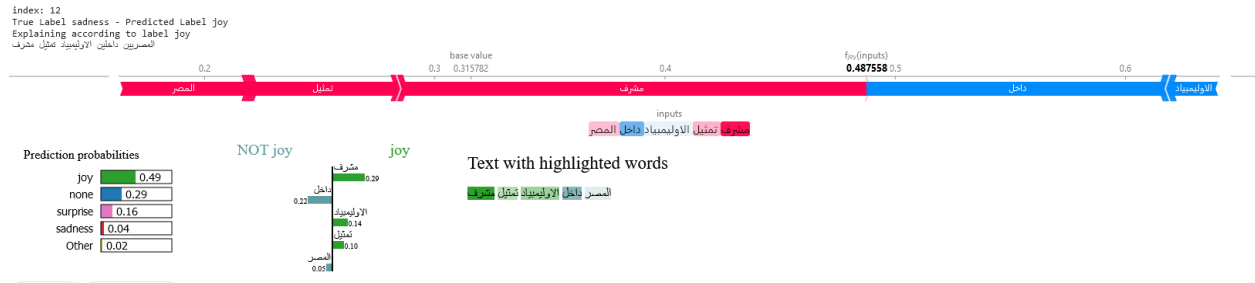 index: 12
True Label sadness - Predicted Label joy
Explaining according to label joy
المصريين داخلين الاوليمبياد تمثيل مشرف
base value
f joy(inputs)
0.2 0.3 0.315782 0.4 0.487558 0.5 0.6
المصر تمثيل مشرف داخل الاوليمبياد
inputs
مشرف تمثيل الاوليمبياد داخل المصر
Prediction probabilities
joy 0.49
none 0.29
surprise 0.16
sadness 0.04
Other 0.02
NOT joy joy
مشرف
0.29
داخل
0.22
الاوليمبياد
0.14
تمثيل
0.10
المصر
0.05
Text with highlighted words
المصر داخل الاوليمبياد تمثيل مشرف